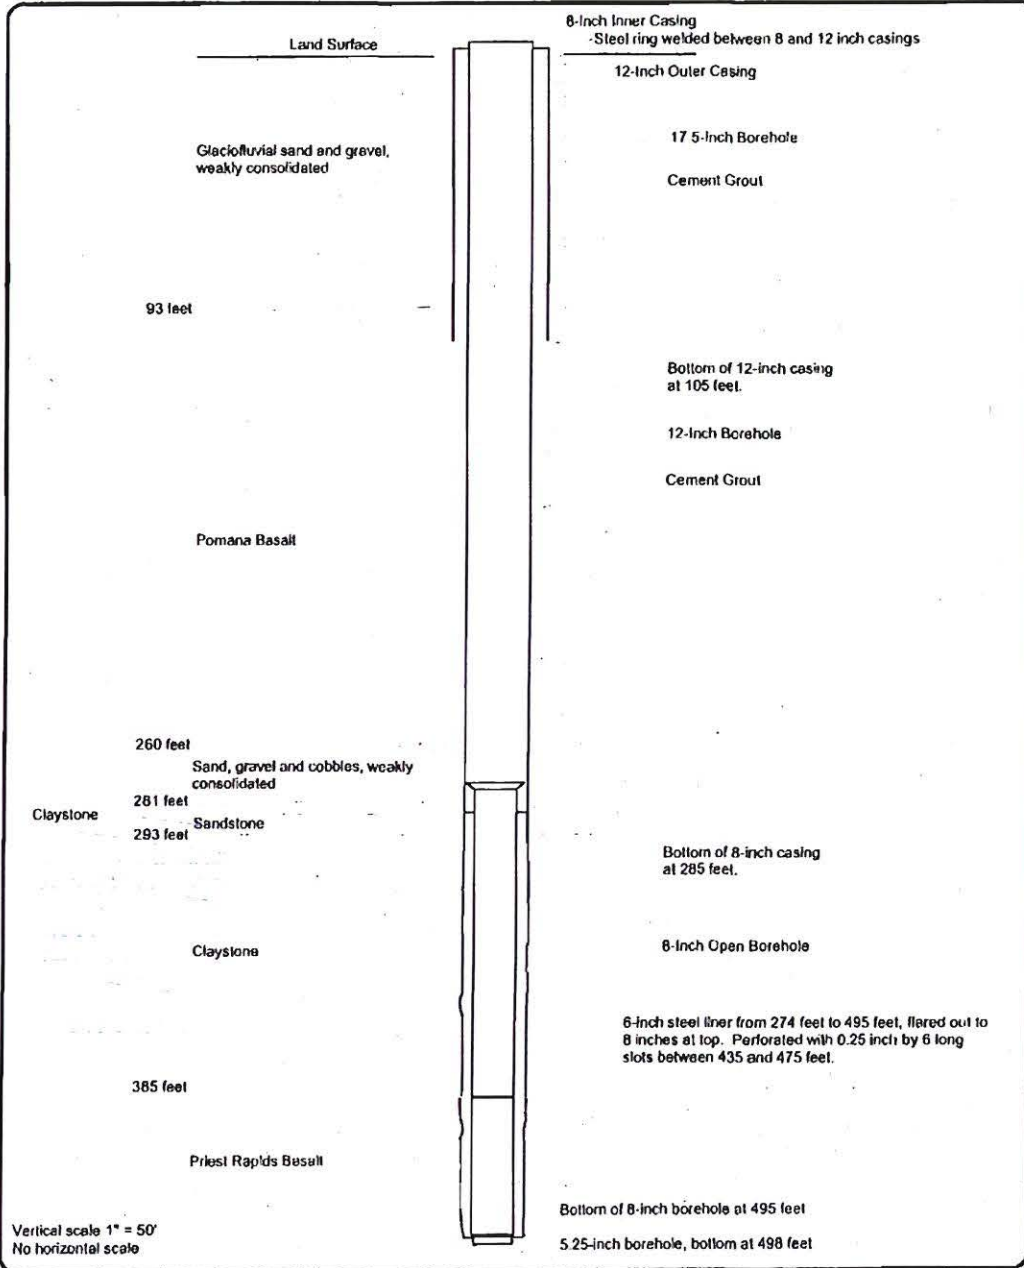 8-Inch Inner Casing
-Steel ring welded between 8 and 12 inch casings
Land Surface
12-Inch Outer Casing
17 5-Inch Borehole
Glaciofluvial sand and gravel,
weakly consolidated
Cement Grout
93 feet
Bottom of 12-inch casing
at 105 feet.
12-Inch Borehole
Cement Grout
Pomana Basalt
260 feet
Sand, gravel and cobbles, weakly
consolidated
281 feet
Claystone
Sandstone
293 feet
Bottom of 8-inch casing
at 285 feet.
8-Inch Open Borehole
Claystone
6-Inch steel liner from 274 feet to 495 feet, flared out to
8 inches at top. Perforated with 0.25 inch by 6 long
slots between 435 and 475 feet.
385 feet
Priest Rapids Basalt
Bottom of 8-inch borehole at 495 feet
Vertical scale 1" = 50'
No horizontal scale
5.25-inch borehole, bottom at 498 feet